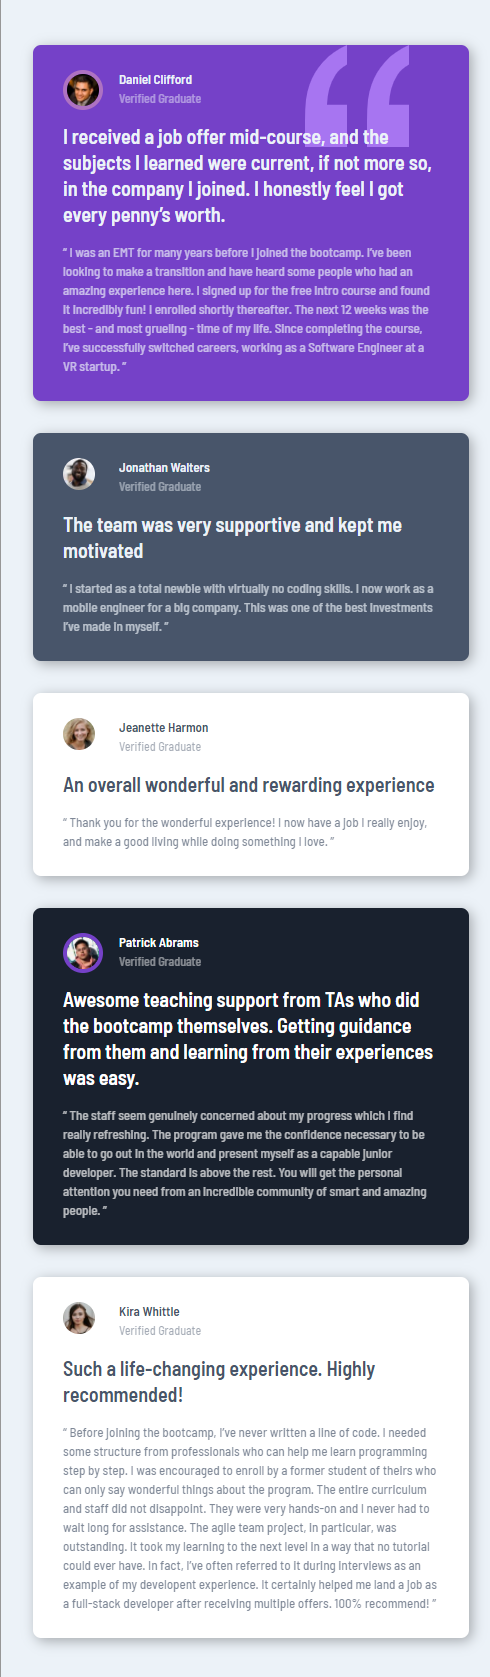 Daniel Clifford
Verified Graduate
I received a job offer mid-course, and the
subjects I learned were current, if not more so,
in the company I joined. I honestly feel I got
every penny’s worth.
“ I was an EMT for many years before I joined the bootcamp. I’ve been
looking to make a transition and have heard some people who had an
amazing experience here. I signed up for the free intro course and found
it incredibly fun! I enrolled shortly thereafter. The next 12 weeks was the
best - and most grueling - time of my life. Since completing the course,
I’ve successfully switched careers, working as a Software Engineer at a
VR startup. ”
Jonathan Walters
Verified Graduate
The team was very supportive and kept me
motivated
“ I started as a total newbie with virtually no coding skills. I now work as a
mobile engineer for a big company. This was one of the best investments
I’ve made in myself. ”
Jeanette Harmon
Verified Graduate
An overall wonderful and rewarding experience
“ Thank you for the wonderful experience! I now have a job I really enjoy,
and make a good living while doing something I love. ”
Patrick Abrams
Verified Graduate
Awesome teaching support from TAs who did
the bootcamp themselves. Getting guidance
from them and learning from their experiences
was easy.
“ The staff seem genuinely concerned about my progress which I find
really refreshing. The program gave me the confidence necessary to be
able to go out in the world and present myself as a capable junior
developer. The standard is above the rest. You will get the personal
attention you need from an incredible community of smart and amazing
people. ”
Kira Whittle
Verified Graduate
Such a life-changing experience. Highly
recommended!
“ Before joining the bootcamp, I’ve never written a line of code. I needed
some structure from professionals who can help me learn programming
step by step. I was encouraged to enroll by a former student of theirs who
can only say wonderful things about the program. The entire curriculum
and staff did not disappoint. They were very hands-on and I never had to
wait long for assistance. The agile team project, in particular, was
outstanding. It took my learning to the next level in a way that no tutorial
could ever have. In fact, I’ve often referred to it during interviews as an
example of my developent experience. It certainly helped me land a job as
a full-stack developer after receiving multiple offers. 100% recommend! ”